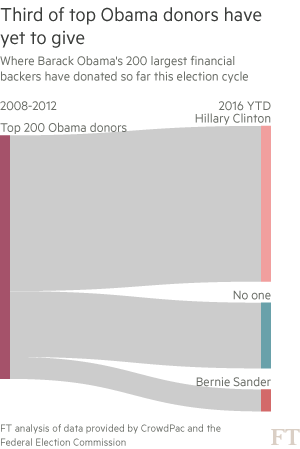 Third of top Obama donors have
yet to give
Where Barack Obama's 200 largest financial
backers have donated so far this election cycle
2008-2012
2016 YTD
Hillary Clinton
Top 200 Obama donors
No one
Bernie Sander
FT analysis of data provided by CrowdPac and the
Federal Election Commission
FT